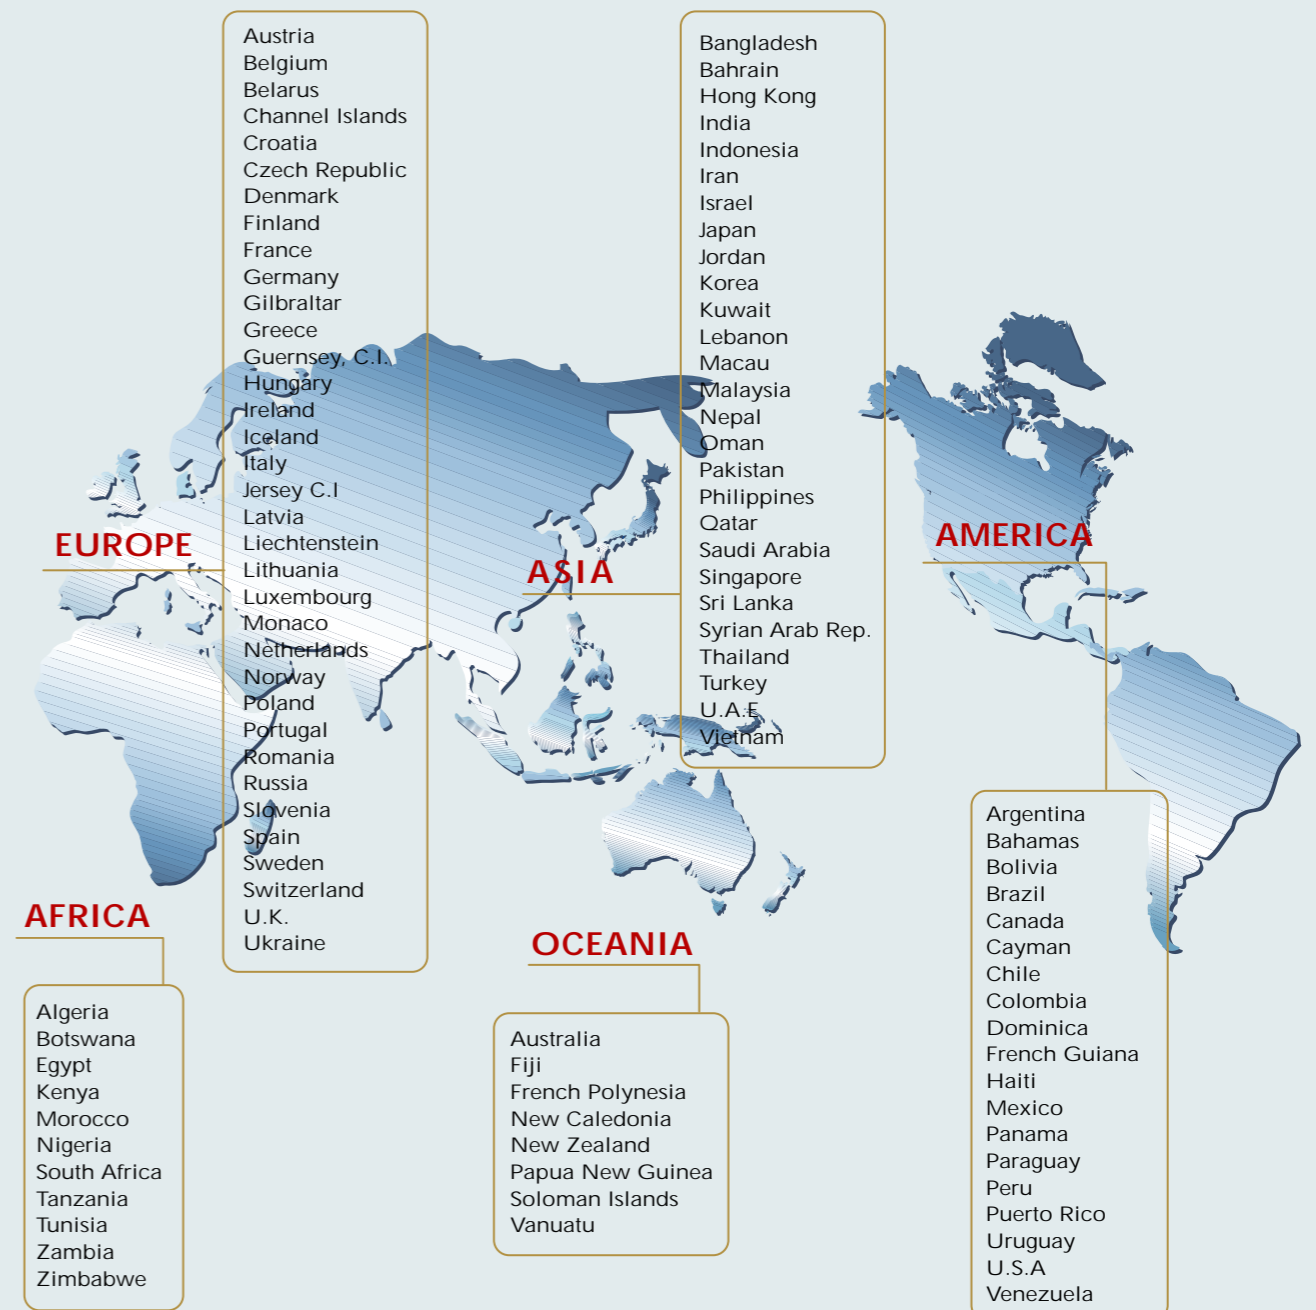 EUROPE
Austria
Belgium
Belarus
Channel Islands
Croatia
Czech Republic
Denmark
Finland
France
Germany
Gilbraltar
Greece
Guernsey, C.I.
Hungary
Ireland
Iceland
Italy
Jersey C.I
Latvia
Liechtenstein
Lithuania
Luxembourg
Monaco
Netherlands
Norway
Poland
Portugal
Romania
Russia
Slovenia
Spain
Sweden
Switzerland
U.K.
Ukraine
ASIA
Bangladesh
Bahrain
Hong Kong
India
Indonesia
Iran
Israel
Japan
Jordan
Korea
Kuwait
Lebanon
Macau
Malaysia
Nepal
Oman
Pakistan
Philippines
Qatar
Saudi Arabia
Singapore
Sri Lanka
Syrian Arab Rep.
Thailand
Turkey
U.A.E
Vietnam
AMERICA
Argentina
Bahamas
Bolivia
Brazil
Canada
Cayman
Chile
Colombia
Dominica
French Guiana
Haiti
Mexico
Panama
Paraguay
Peru
Puerto Rico
Uruguay
U.S.A
Venezuela
AFRICA
Algeria
Botswana
Egypt
Kenya
Morocco
Nigeria
South Africa
Tanzania
Tunisia
Zambia
Zimbabwe
OCEANIA
Australia
Fiji
French Polynesia
New Caledonia
New Zealand
Papua New Guinea
Soloman Islands
Vanuatu